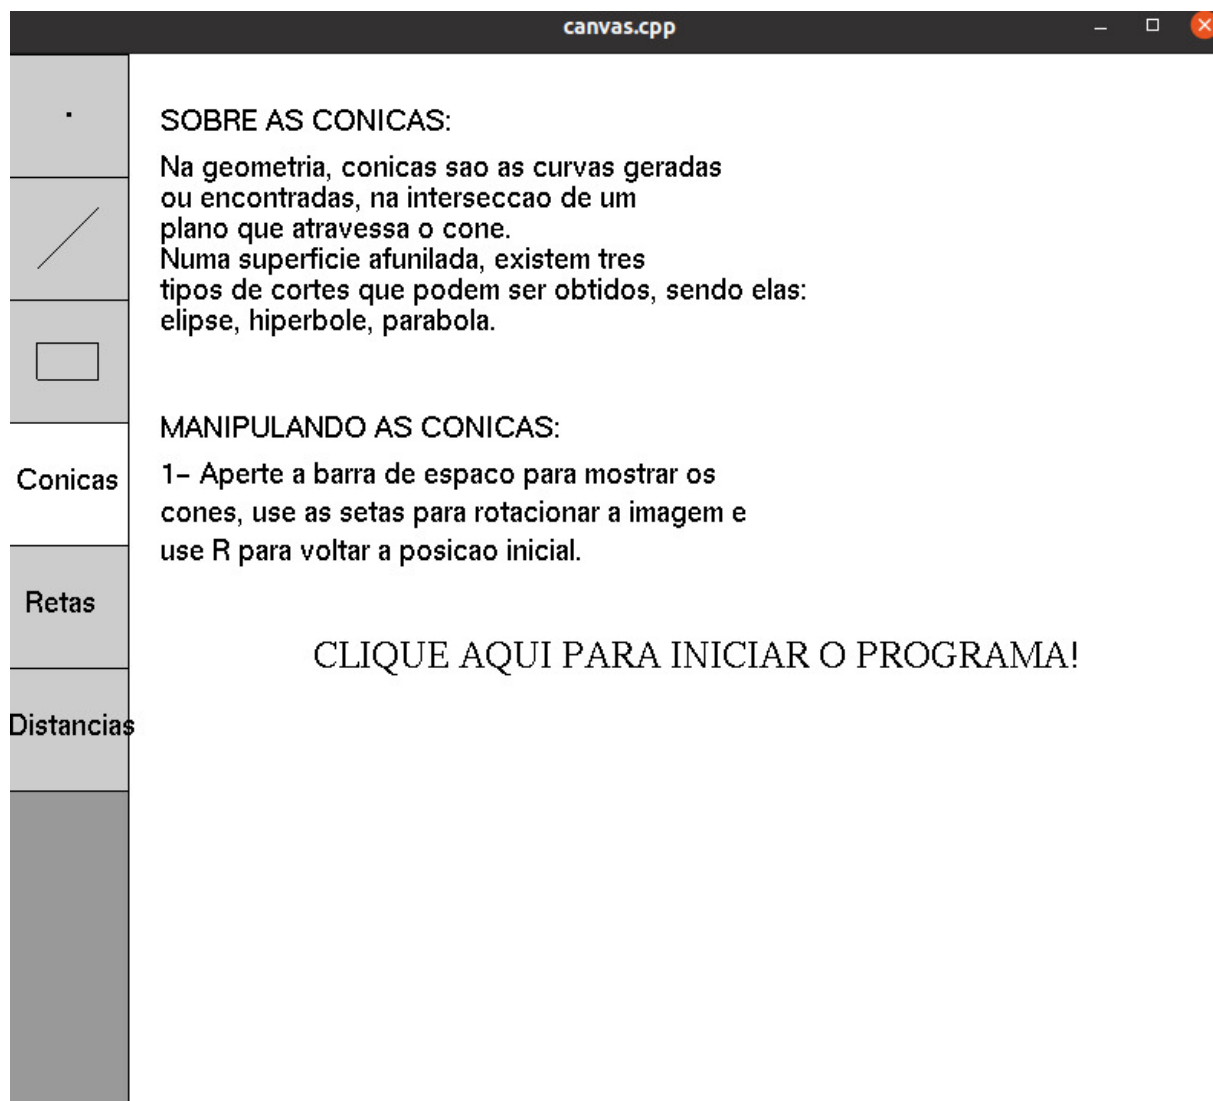 canvas.cpp
SOBRE AS CONICAS:
Na geometria, conicas sao as curvas geradas
ou encontradas, na interseccao de um
plano que atravessa o cone.
Numa superficie afunilada, existem tres
tipos de cortes que podem ser obtidos, sendo elas:
elipse, hiperbole, parabola.
MANIPULANDO AS CONICAS:
1- Aperte a barra de espaco para mostrar os
cones, use as setas para rotacionar a imagem e
use R para voltar a posicao inicial.
CLIQUE AQUI PARA INICIAR O PROGRAMA!
Conicas
Retas
Distancias